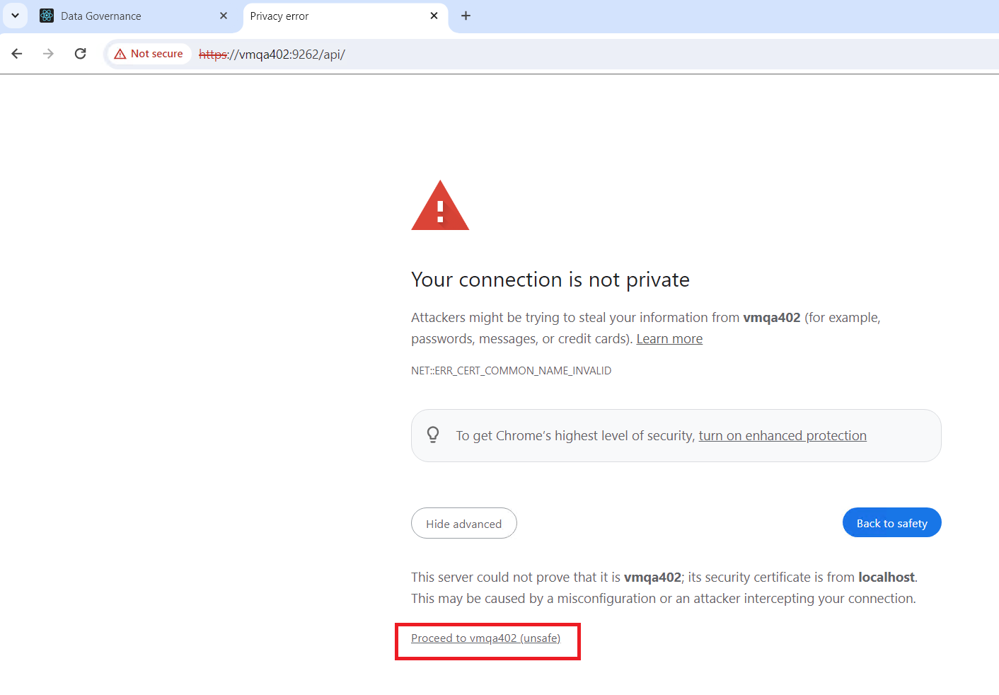 Data Governance
Privacy error
Not secure https://vmqa402:9262/api/
Your connection is not private
Attackers might be trying to steal your information from vmqa402 (for example,
passwords, messages, or credit cards). Learn more
NET::ERR_CERT_COMMON_NAME_INVALID
To get Chrome's highest level of security, turn on enhanced protection
Hide advanced
Back to safety
This server could not prove that it is vmqa402; its security certificate is from localhost.
This may be caused by a misconfiguration or an attacker intercepting your connection.
Proceed to vmqa402 (unsafe)